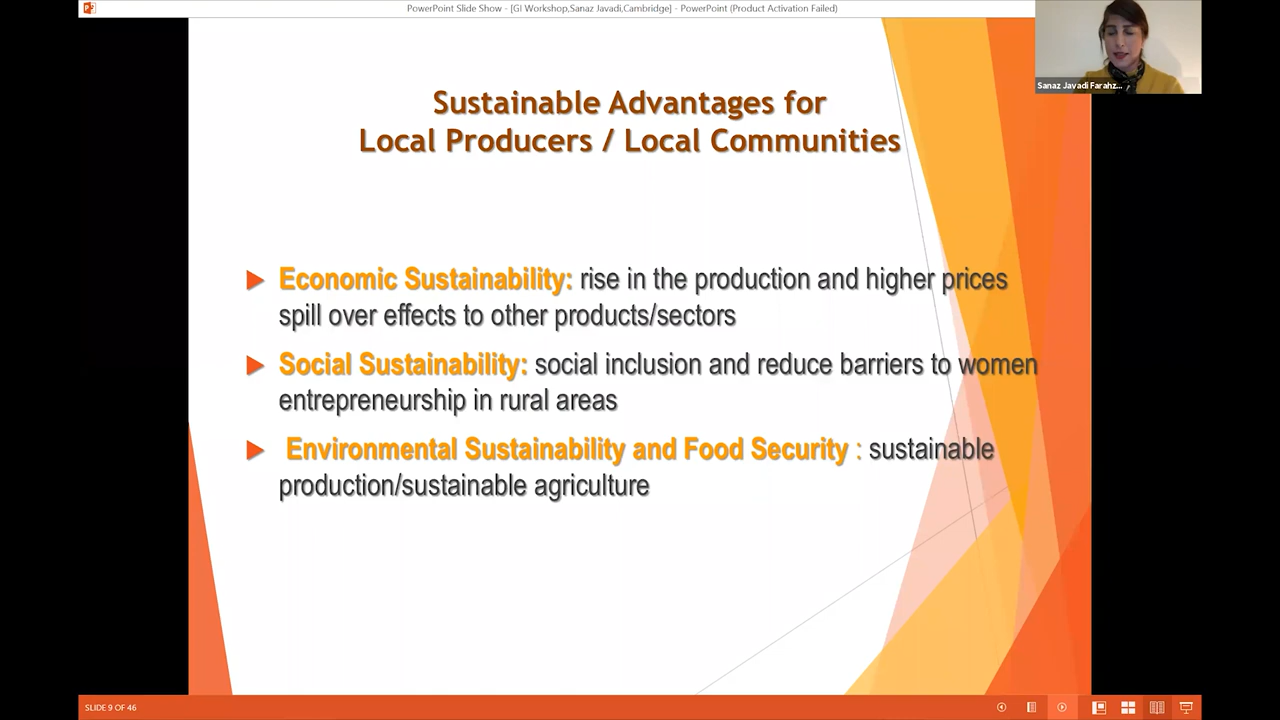 PowerPoint Slide Show - [GI Workshop,Sanaz Javadi,Cambridge] - PowerPoint (Product Activation Failed)
Sanaz Javadi Farahz...
Sustainable Advantages for
Local Producers / Local Communities
Economic Sustainability: rise in the production and higher prices
spill over effects to other products/sectors
Social Sustainability: social inclusion and reduce barriers to women
entrepreneurship in rural areas
Environmental Sustainability and Food Security : sustainable
production/sustainable agriculture
SLIDE 9 OF 46